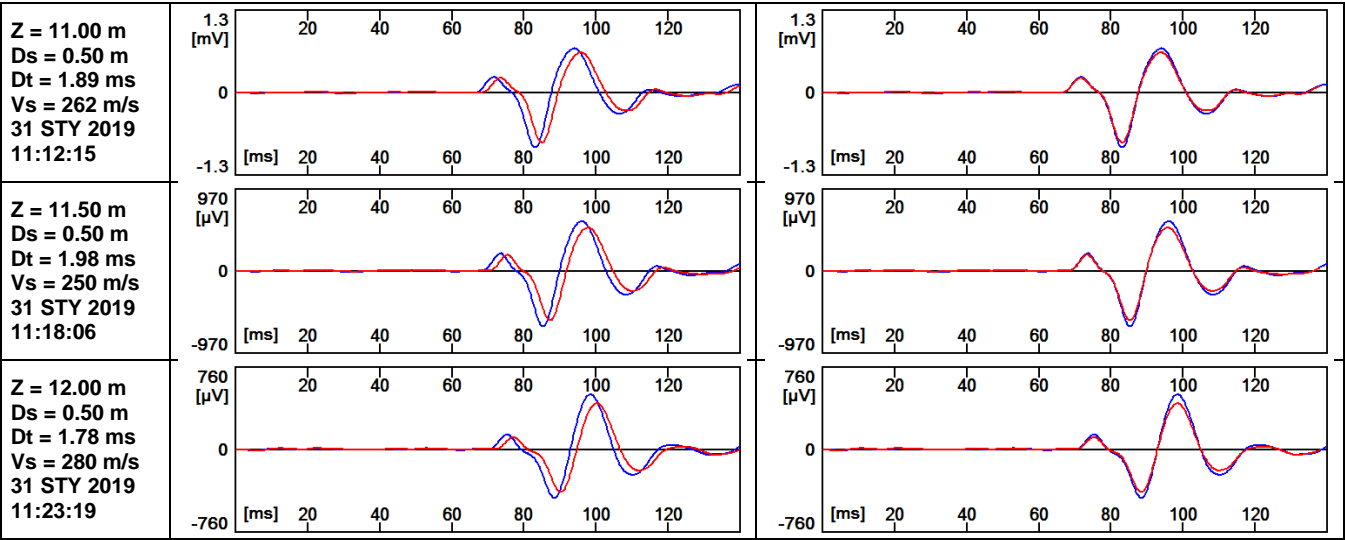 Z = 11.00 m
Ds = 0.50 m
Dt = 1.89 ms
Vs = 262 m/s
31 STY 2019
11:12:15
1.3 20 40 60 80 100 120
[mV]
0
-1.3 [ms] 20 40 60 80 100 120
1.3 20 40 60 80 100 120
[mV]
0
-1.3 [ms] 20 40 60 80 100 120
Z = 11.50 m
Ds = 0.50 m
Dt = 1.98 ms
Vs = 250 m/s
31 STY 2019
11:18:06
970 20 40 60 80 100 120
[µV]
0
-970 [ms] 20 40 60 80 100 120
970 20 40 60 80 100 120
[µV]
0
-970 [ms] 20 40 60 80 100 120
Z = 12.00 m
Ds = 0.50 m
Dt = 1.78 ms
Vs = 280 m/s
31 STY 2019
11:23:19
760 20 40 60 80 100 120
[µV]
0
-760 [ms] 20 40 60 80 100 120
760 20 40 60 80 100 120
[µV]
0
-760 [ms] 20 40 60 80 100 120